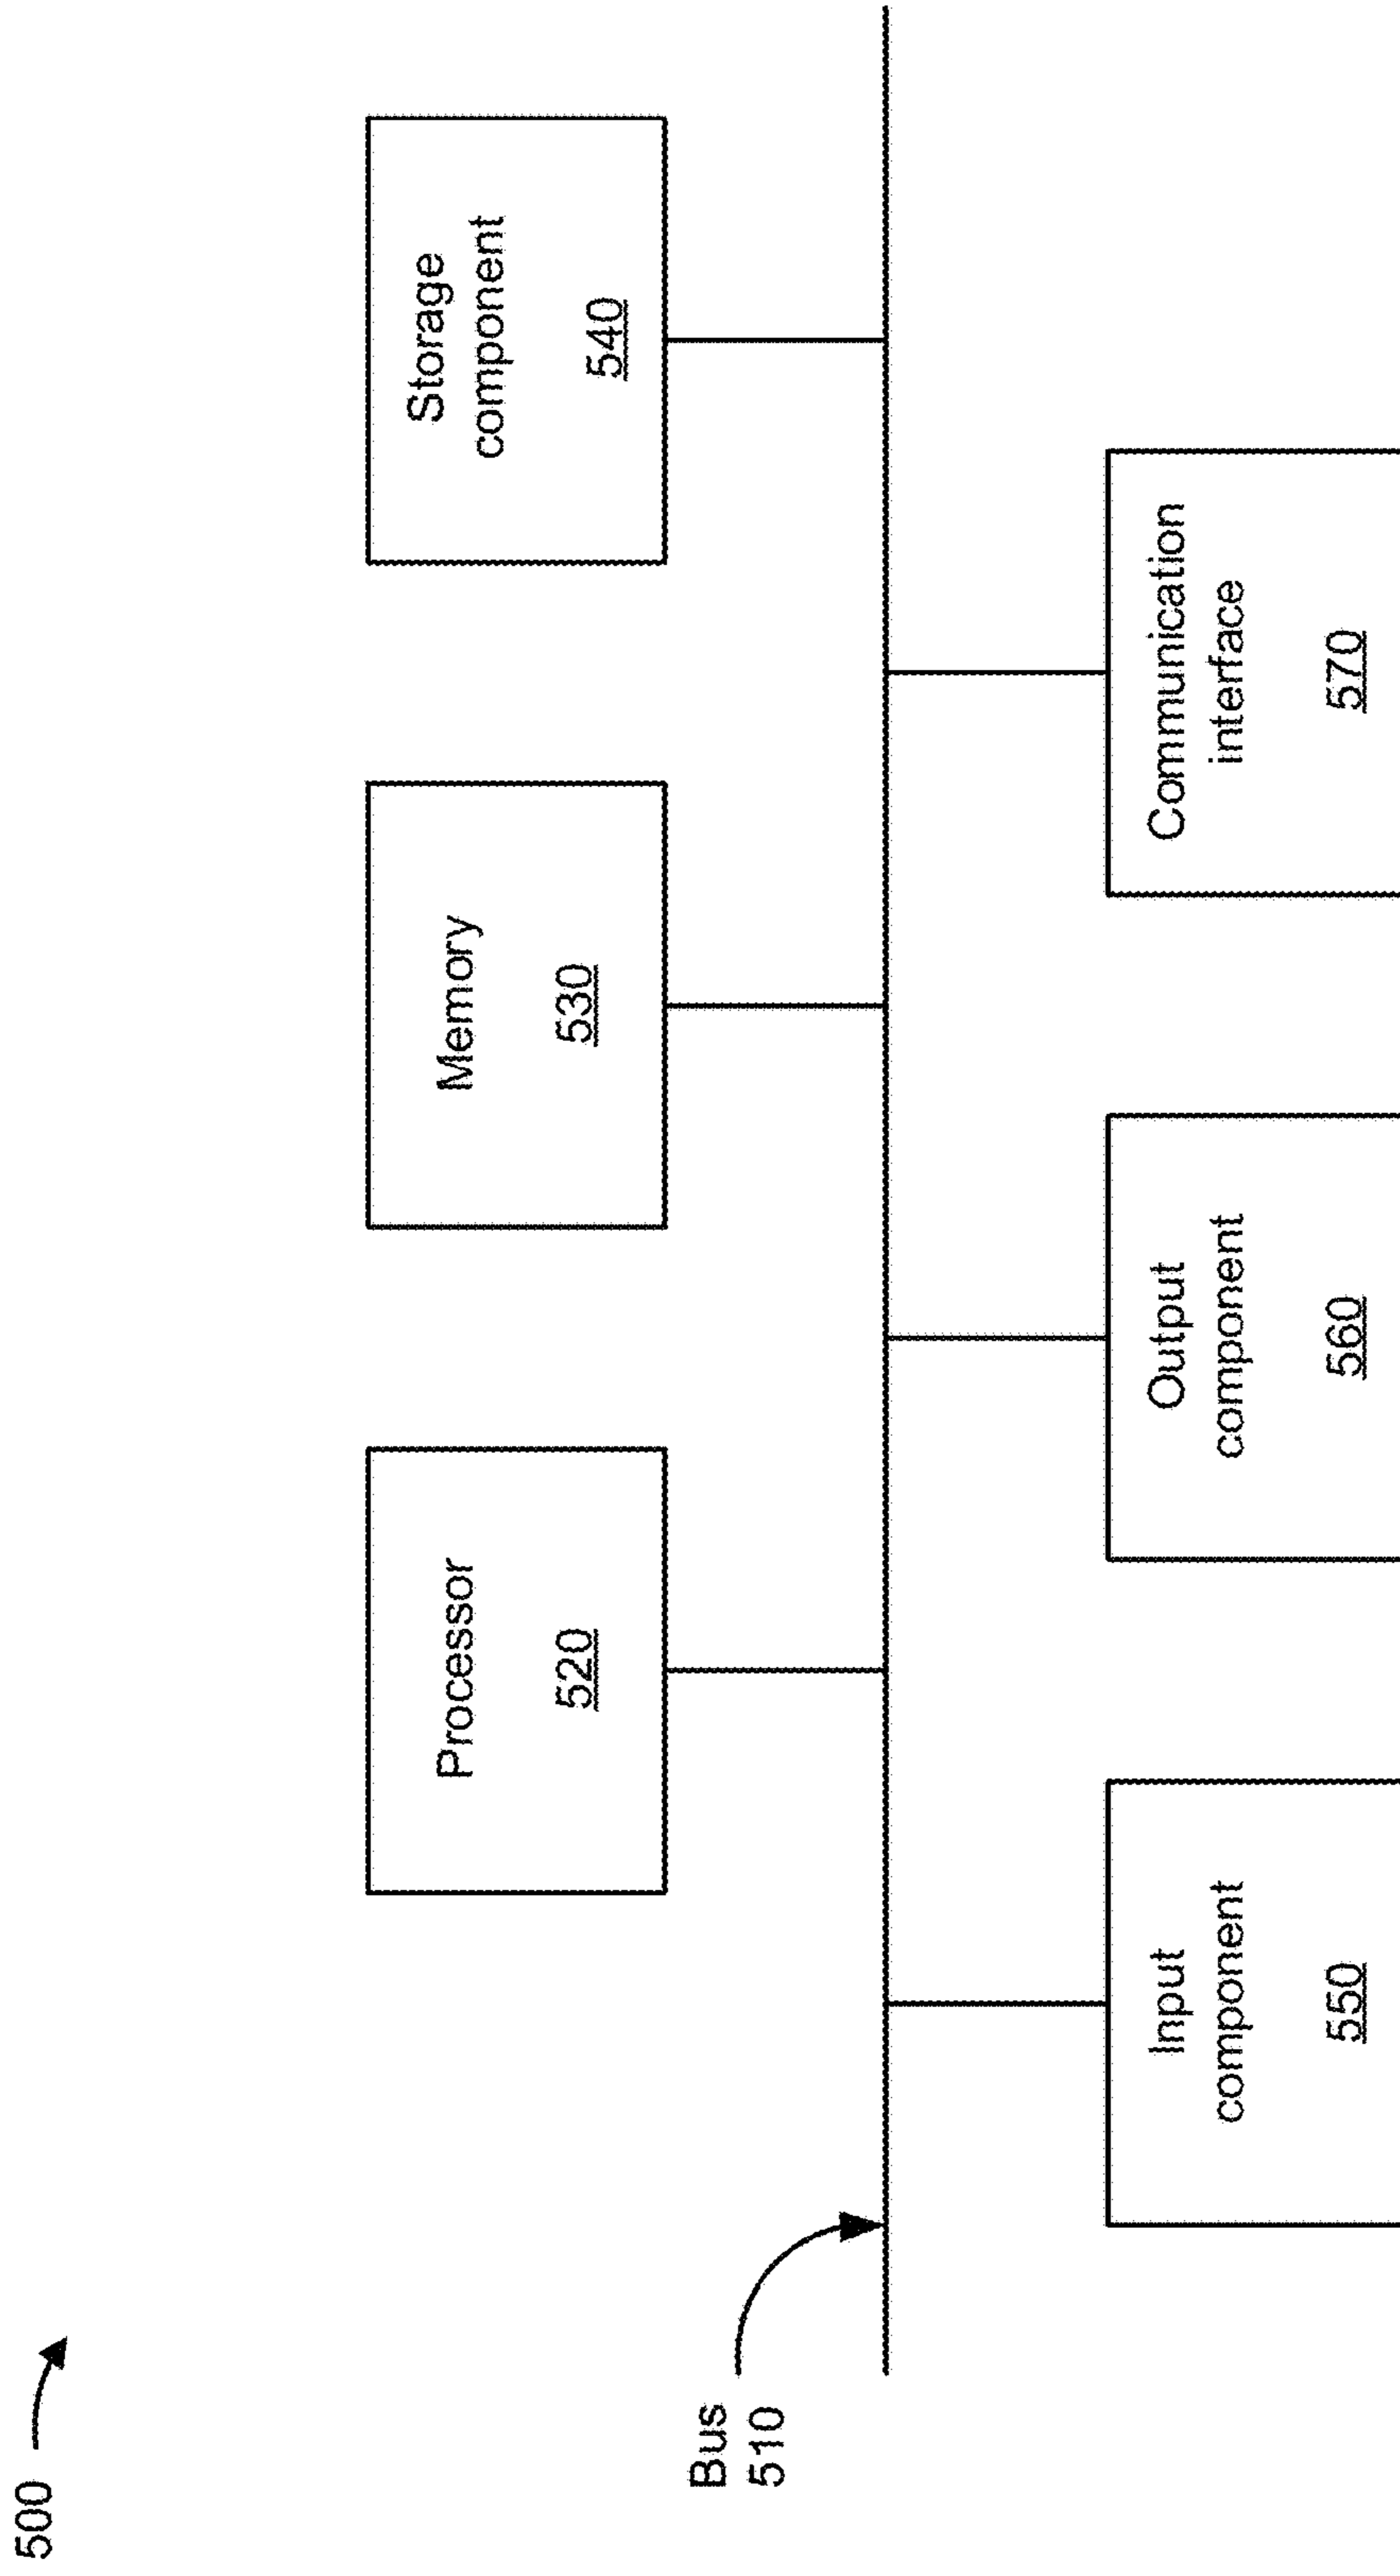 500
Processor
520
Memory
530
Storage
component
540
Bus
510
Input
component
550
Output
component
560
Communication
interface
570